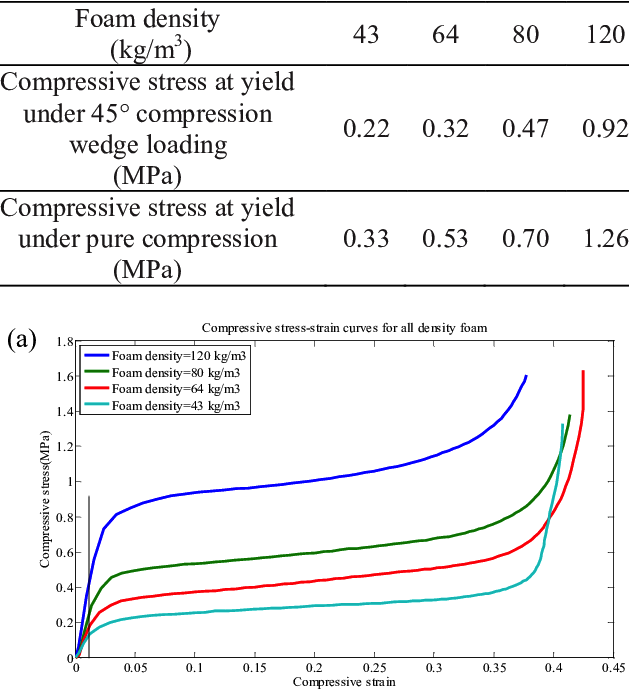 Foam density
(kg/m³) 43 64 80 120
Compressive stress at yield
under 45° compression
wedge loading
(MPa) 0.22 0.32 0.47 0.92
Compressive stress at yield
under pure compression
(MPa) 0.33 0.53 0.70 1.26
(a)
Compressive stress-strain curves for all density foam
Foam density=120 kg/m3
Foam density=80 kg/m3
Foam density=64 kg/m3
Foam density=43 kg/m3
Compressive stress(MPa)
1.8
1.6
1.4
1.2
1
0.8
0.6
0.4
0.2
0
0 0.05 0.1 0.15 0.2 0.25 0.3 0.35 0.4 0.45
Compressive strain